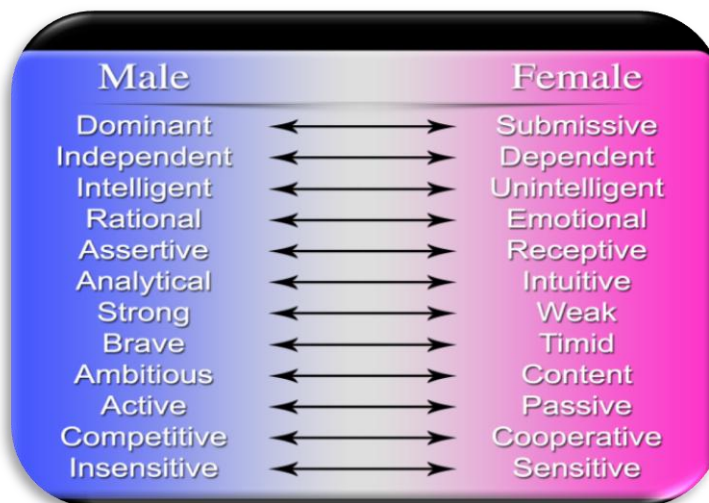 Male Female
Dominant Submissive
Independent Dependent
Intelligent Unintelligent
Rational Emotional
Assertive Receptive
Analytical Intuitive
Strong Weak
Brave Timid
Ambitious Content
Active Passive
Competitive Cooperative
Insensitive Sensitive